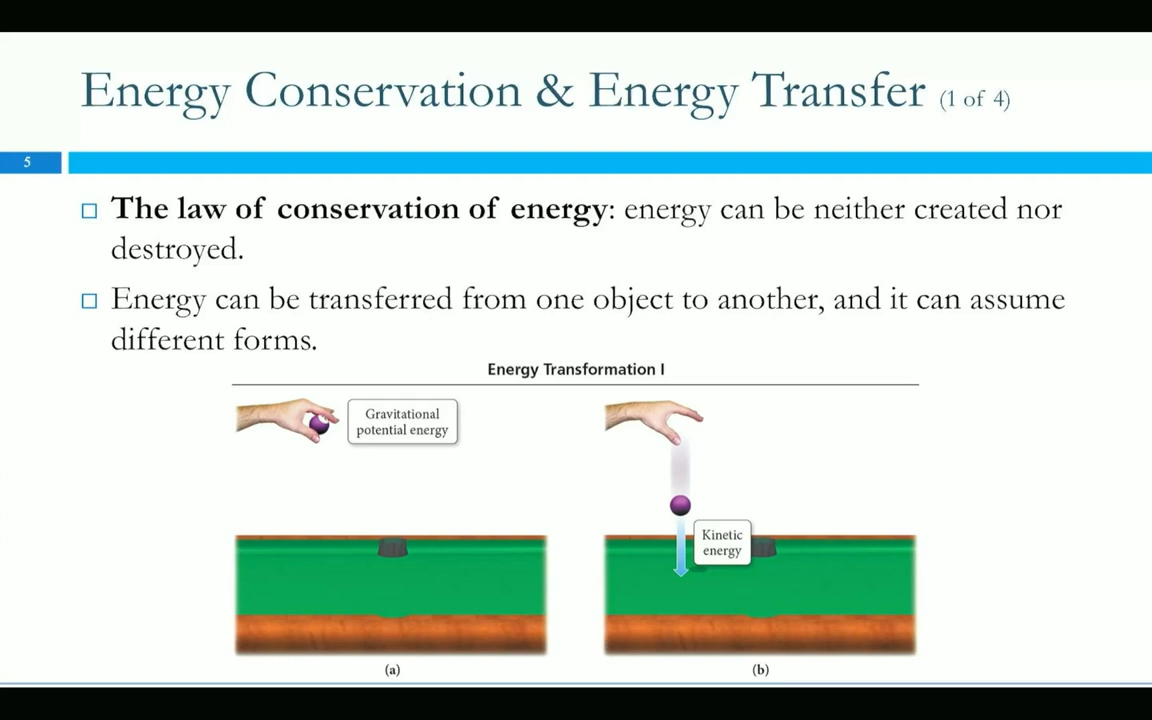 Energy Conservation & Energy Transfer (1 of 4)
5
The law of conservation of energy: energy can be neither created nor
destroyed.
Energy can be transferred from one object to another, and it can assume
different forms.
Energy Transformation I
Gravitational
potential energy
Kinetic
energy
(a)
(b)